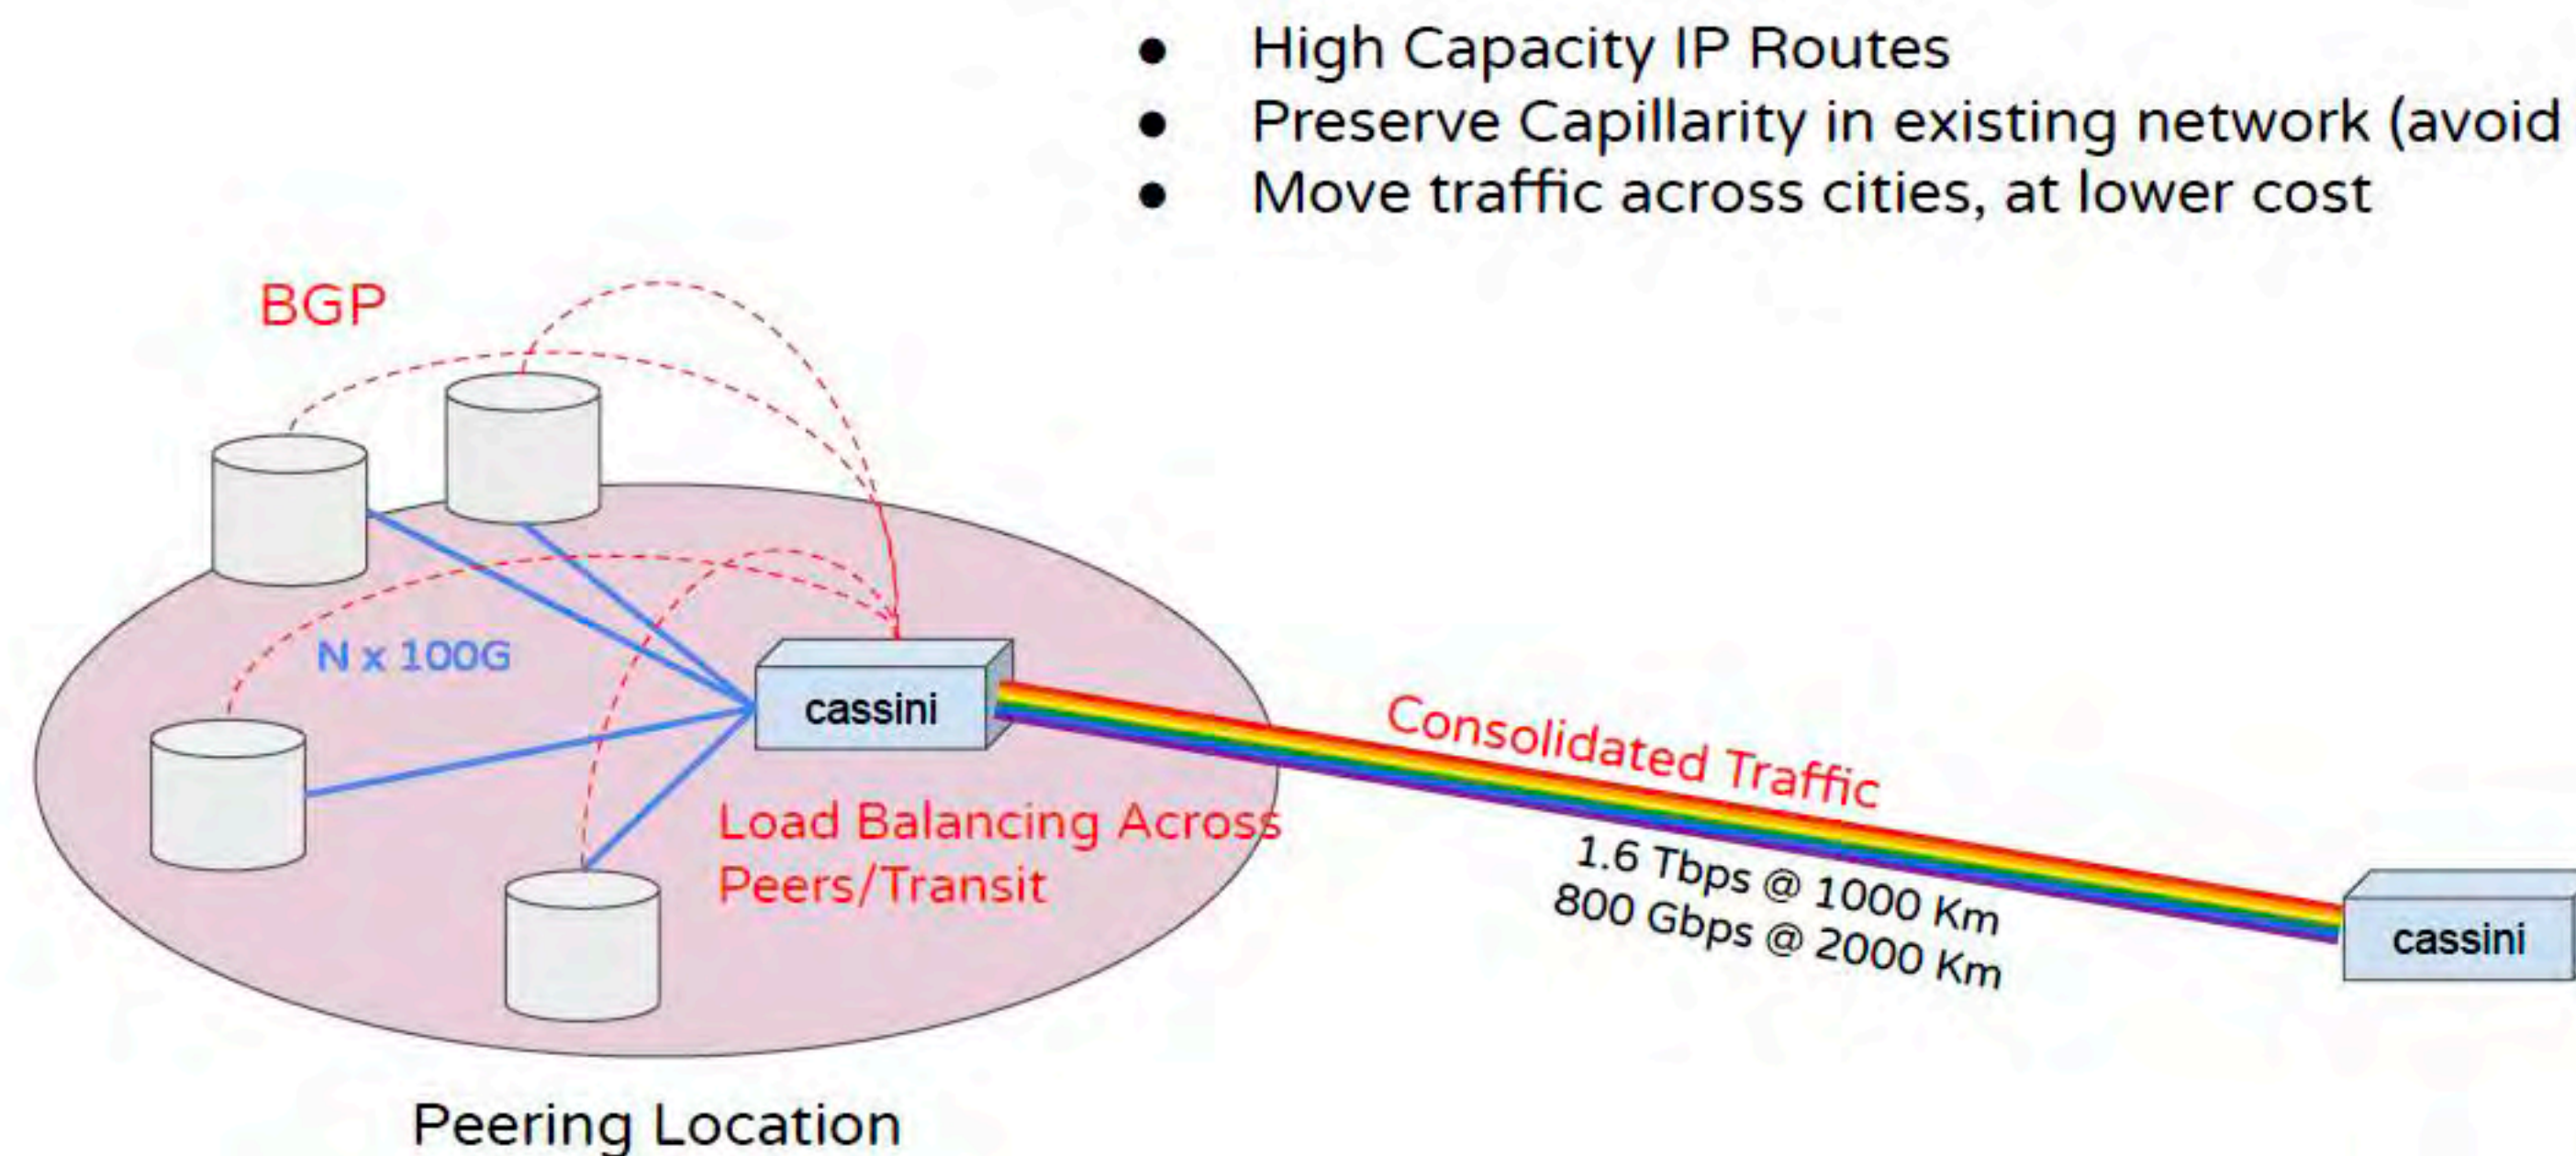 ● High Capacity IP Routes
● Preserve Capillarity in existing network (avoid
● Move traffic across cities, at lower cost
BGP
N x 100G
cassini
Consolidated Traffic
1.6 Tbps @ 1000 Km
800 Gbps @ 2000 Km
Load Balancing Across
Peers/Transit
cassini
Peering Location